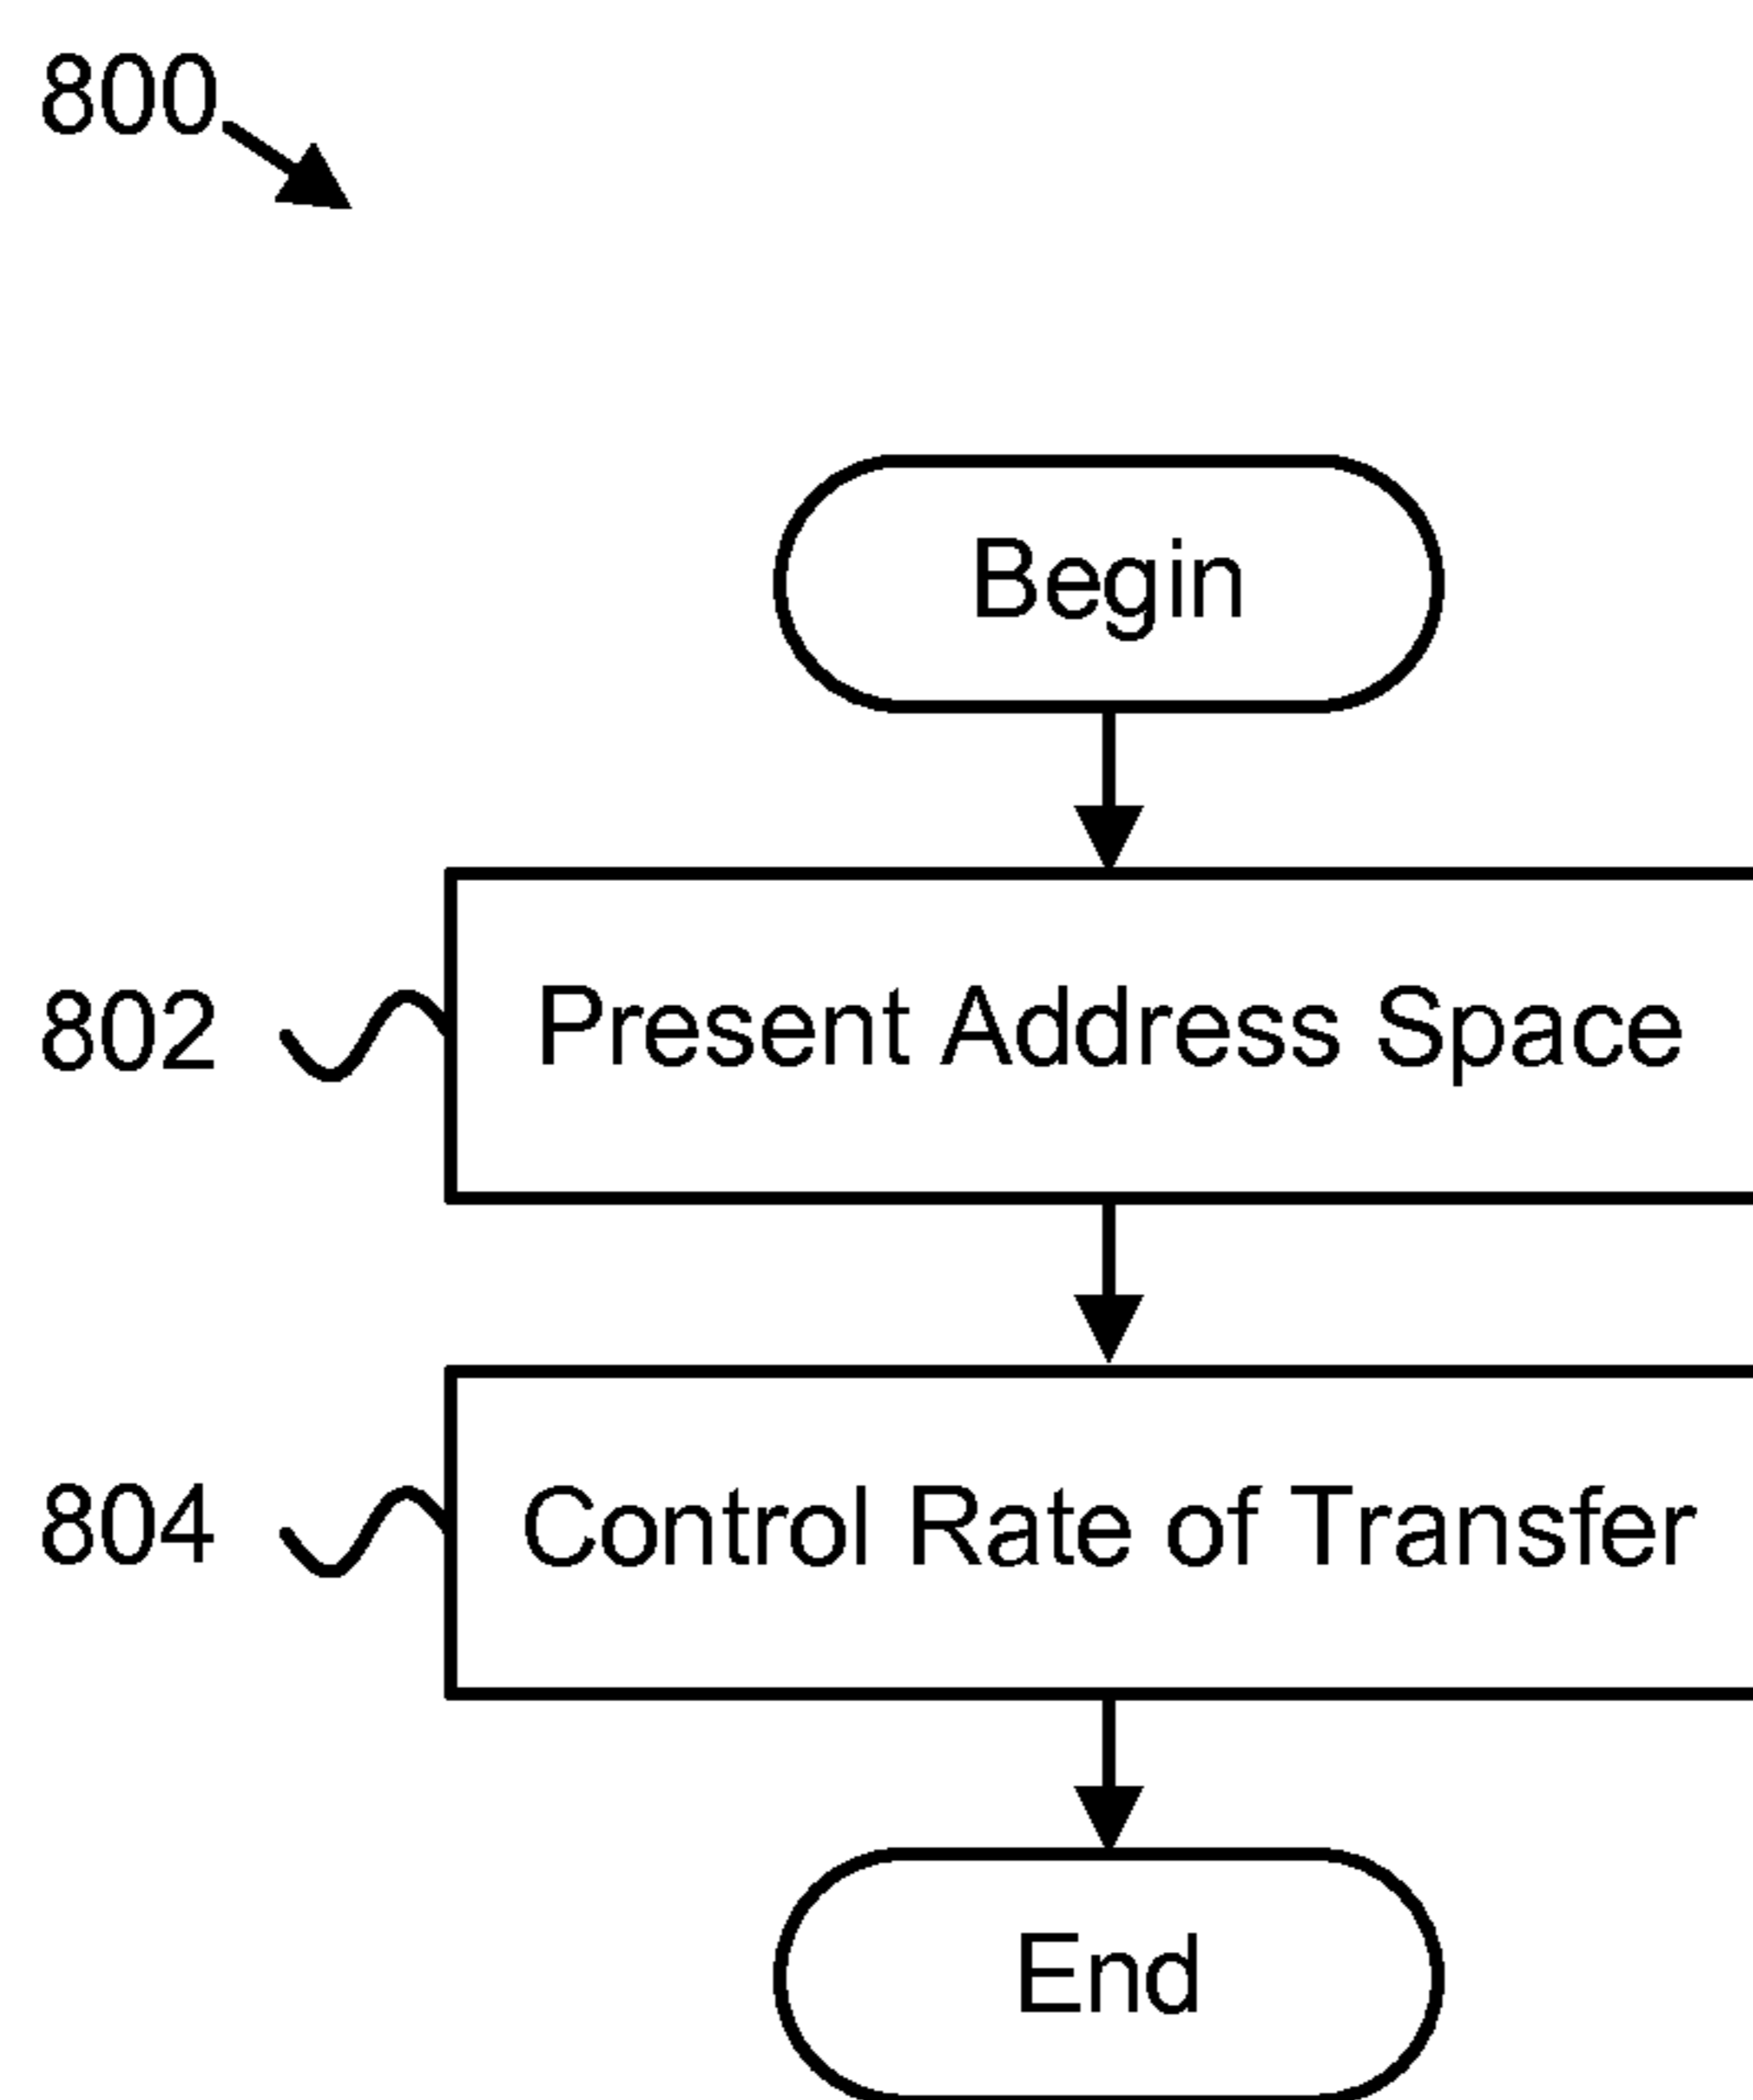 800
Begin
802 Present Address Space
804 Control Rate of Transfer
End